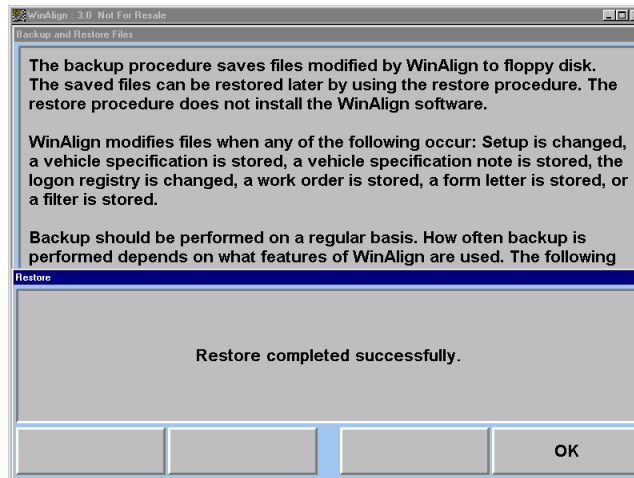 WinAlign : 3.0 Not For Resale
Backup and Restore Files
The backup procedure saves files modified by WinAlign to floppy disk.
The saved files can be restored later by using the restore procedure. The
restore procedure does not install the WinAlign software.
WinAlign modifies files when any of the following occur: Setup is changed,
a vehicle specification is stored, a vehicle specification note is stored, the
logon registry is changed, a work order is stored, a form letter is stored, or
a filter is stored.
Backup should be performed on a regular basis. How often backup is
performed depends on what features of WinAlign are used. The following
Restore
Restore completed successfully.
OK